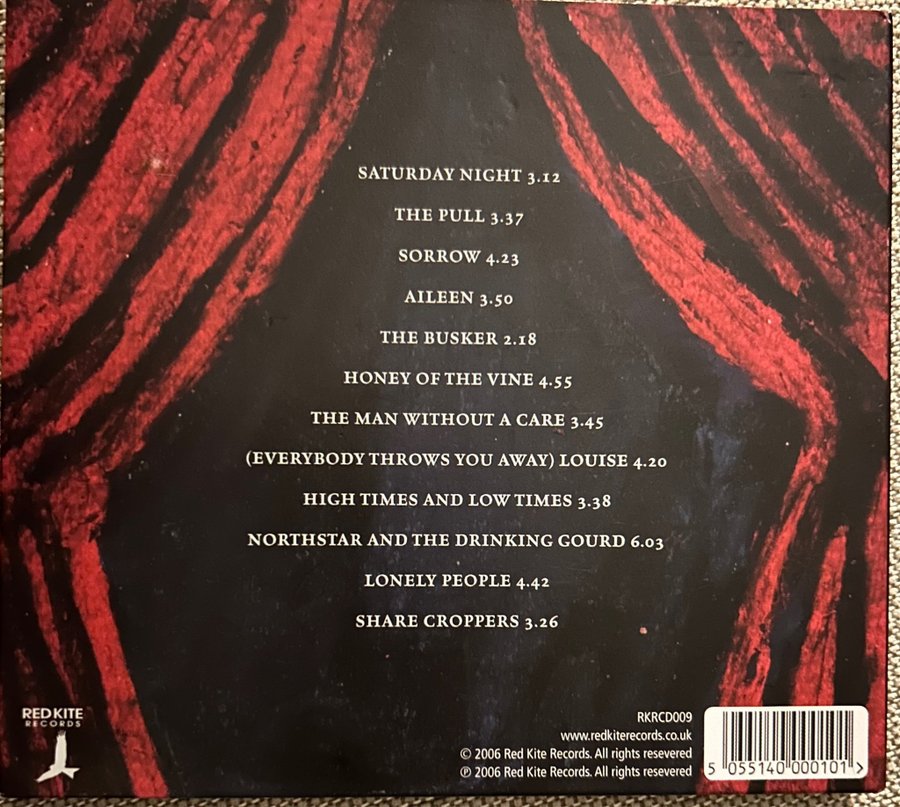 SATURDAY NIGHT 3.12
THE PULL 3.37
SORROW 4.23
AILEEN 3.50
THE BUSKER 2.18
HONEY OF THE VINE 4.55
THE MAN WITHOUT A CARE 3.45
(EVERYBODY THROWS YOU AWAY) LOUISE 4.20
HIGH TIMES AND LOW TIMES 3.38
NORTHSTAR AND THE DRINKING GOURD 6.03
LONELY PEOPLE 4.42
SHARE CROPPERS 3.26
RED KITE
RECORDS
RKRCD009
www.redkiterecords.co.uk
© 2006 Red Kite Records. All rights resevered
℗ 2006 Red Kite Records. All rights resevered
5 055140 000101 >